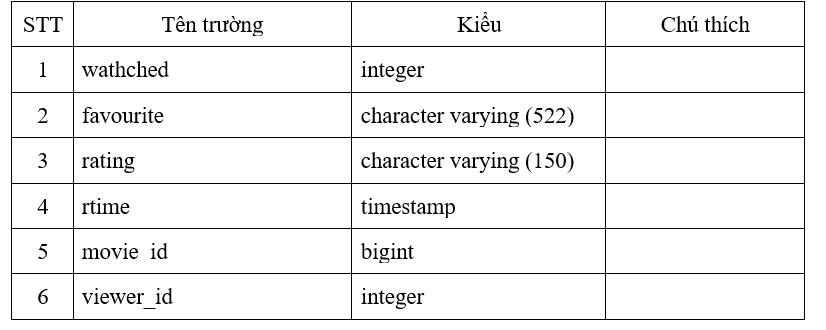 STT Tên trường Kiểu Chú thích
1 wathched integer
2 favourite character varying (522)
3 rating character varying (150)
4 rtime timestamp
5 movie_id bigint
6 viewer_id integer